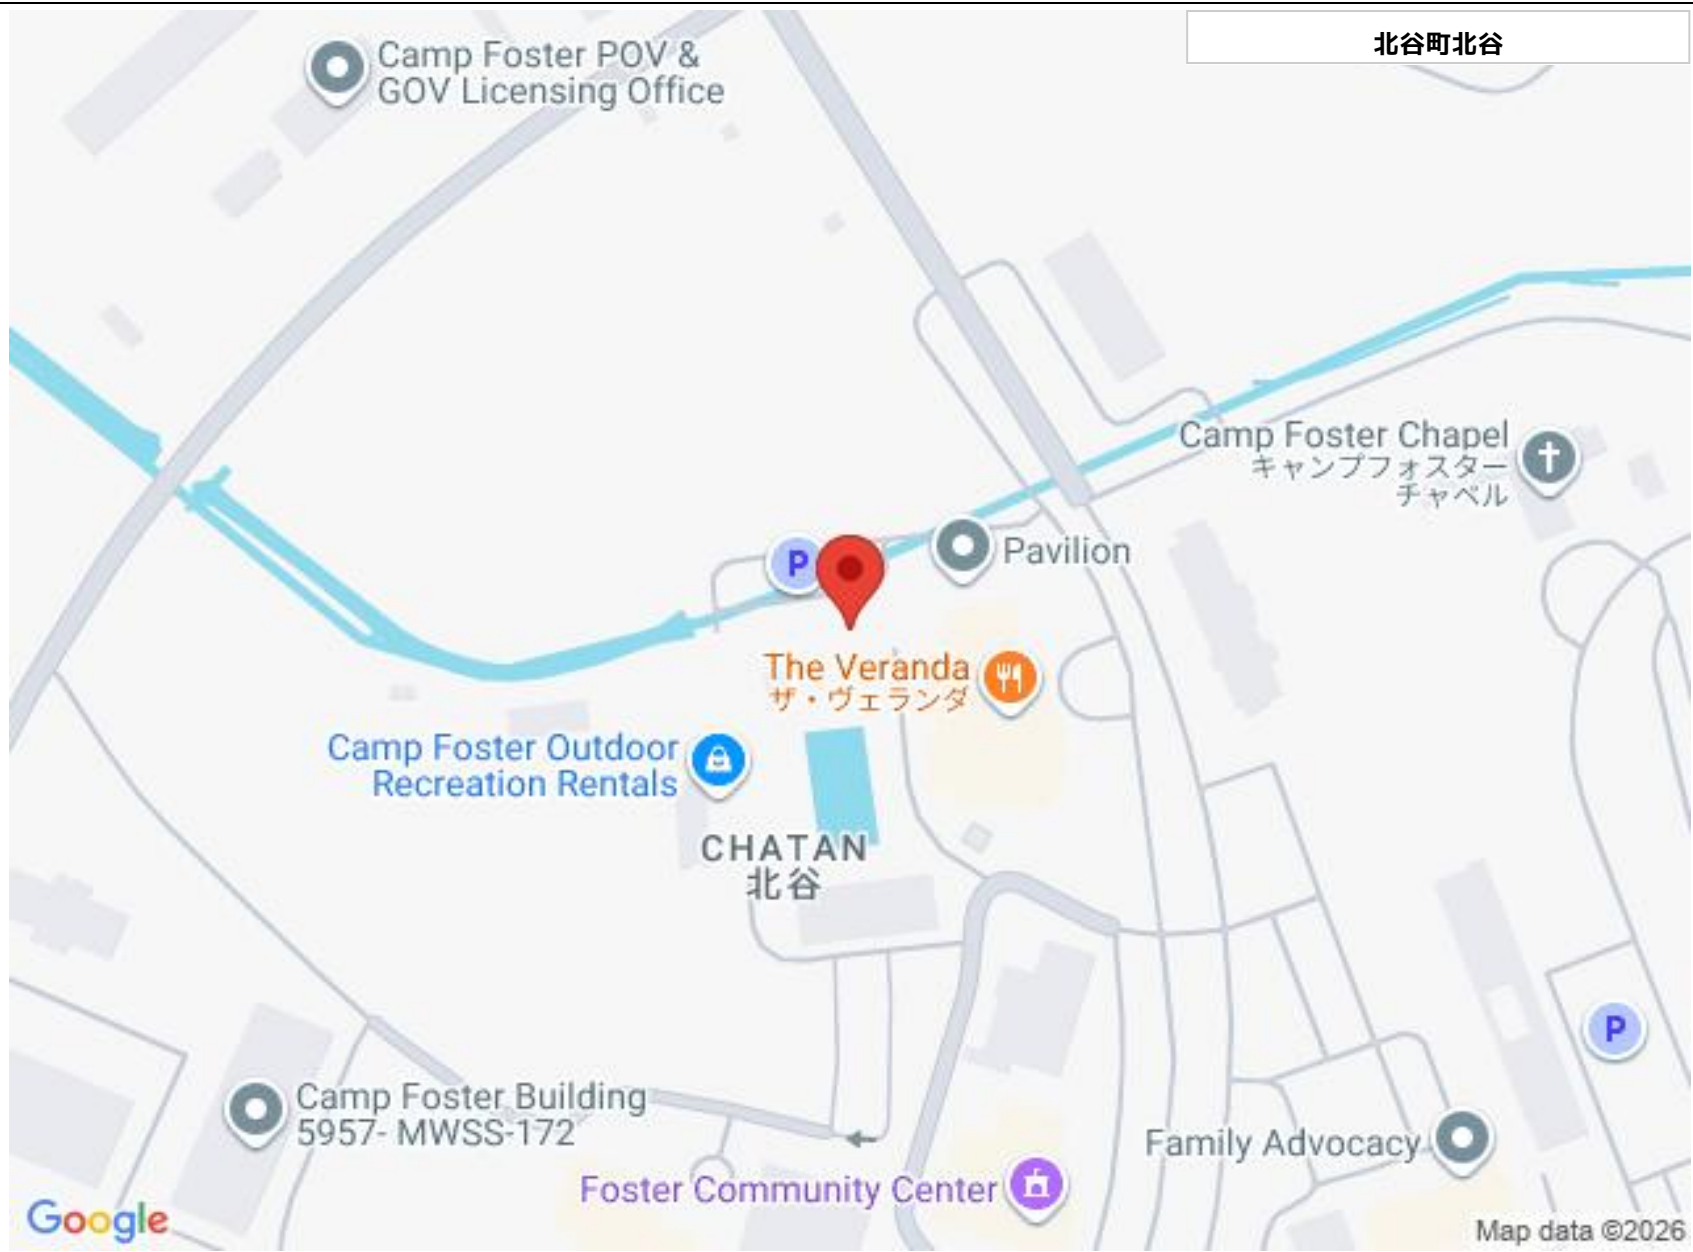 北谷町北谷
Camp Foster POV &
GOV Licensing Office
Camp Foster Chapel
キャンプフォスター
チャペル
P
Pavilion
The Veranda
ザ・ヴェランダ
Camp Foster Outdoor
Recreation Rentals
CHATAN
北谷
P
Camp Foster Building
5957- MWSS-172
Family Advocacy
Foster Community Center
Google
Map data ©2026